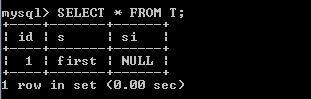 mysql> SELECT * FROM T;
+----+-------+------+
| id | s     | si   |
+----+-------+------+
|  1 | first | NULL |
+----+-------+------+
1 row in set (0.00 sec)